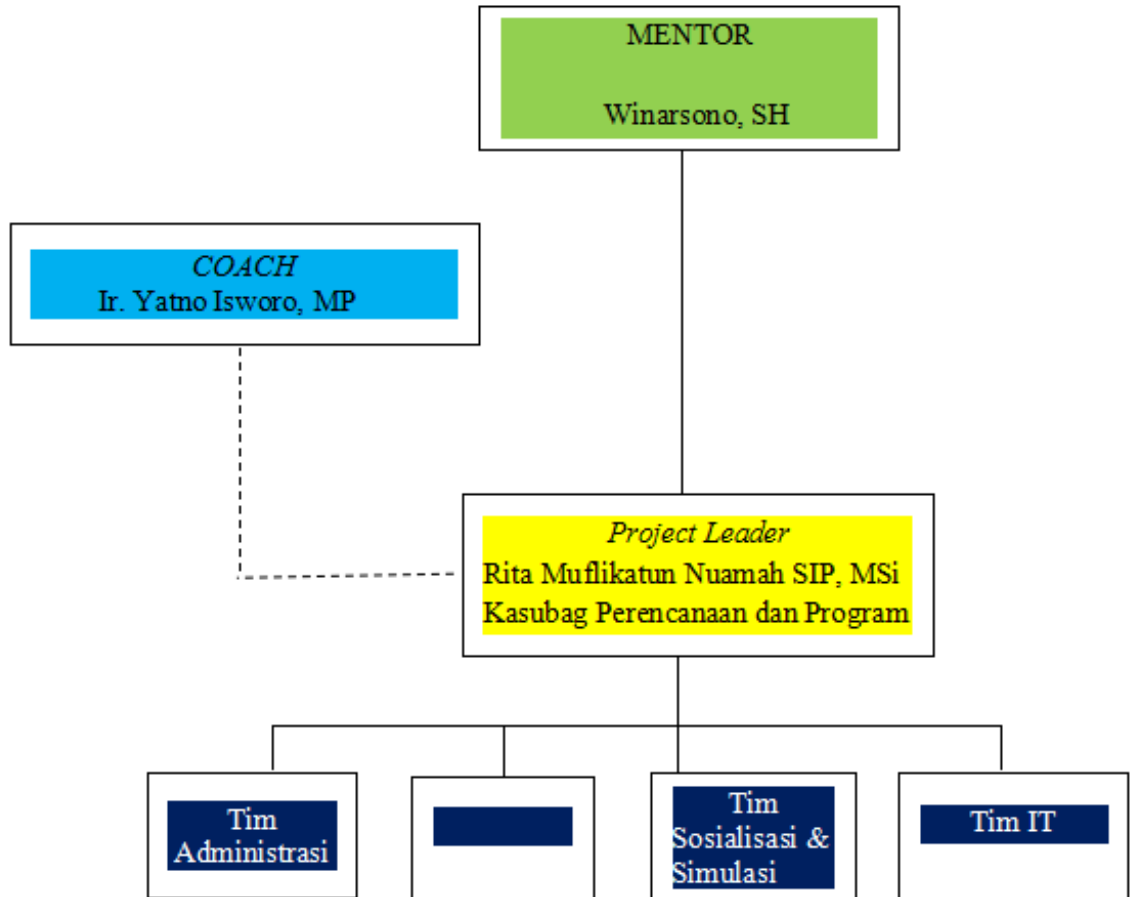 MENTOR
Winarsono, SH
COACH
Ir. Yatno Isworo, MP
Project Leader
Rita Muflikatun Nuamah SIP, MSi
Kasubag Perencanaan dan Program
Tim
Administrasi
Tim
Sosialisasi &
Simulasi
Tim IT